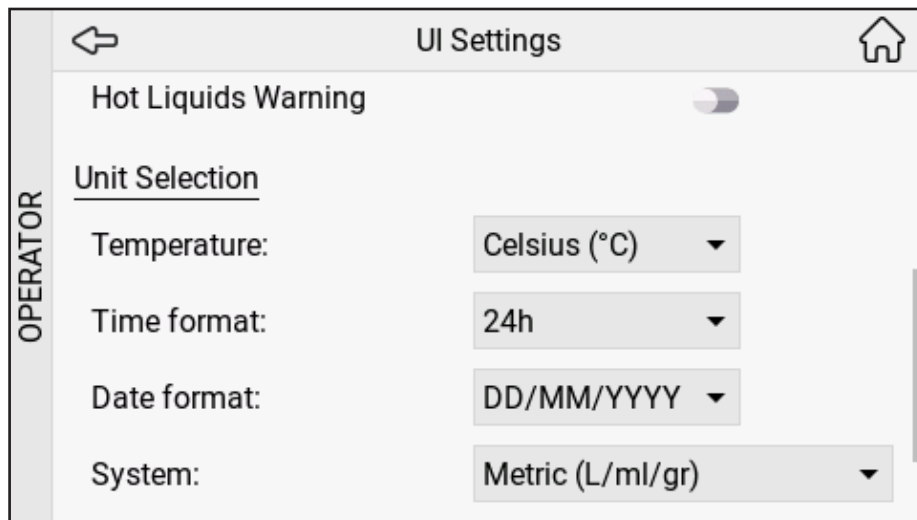 UI Settings
Hot Liquids Warning
Unit Selection
OPERATOR
Temperature: Celsius (°C)
Time format: 24h
Date format: DD/MM/YYYY
System: Metric (L/ml/gr)